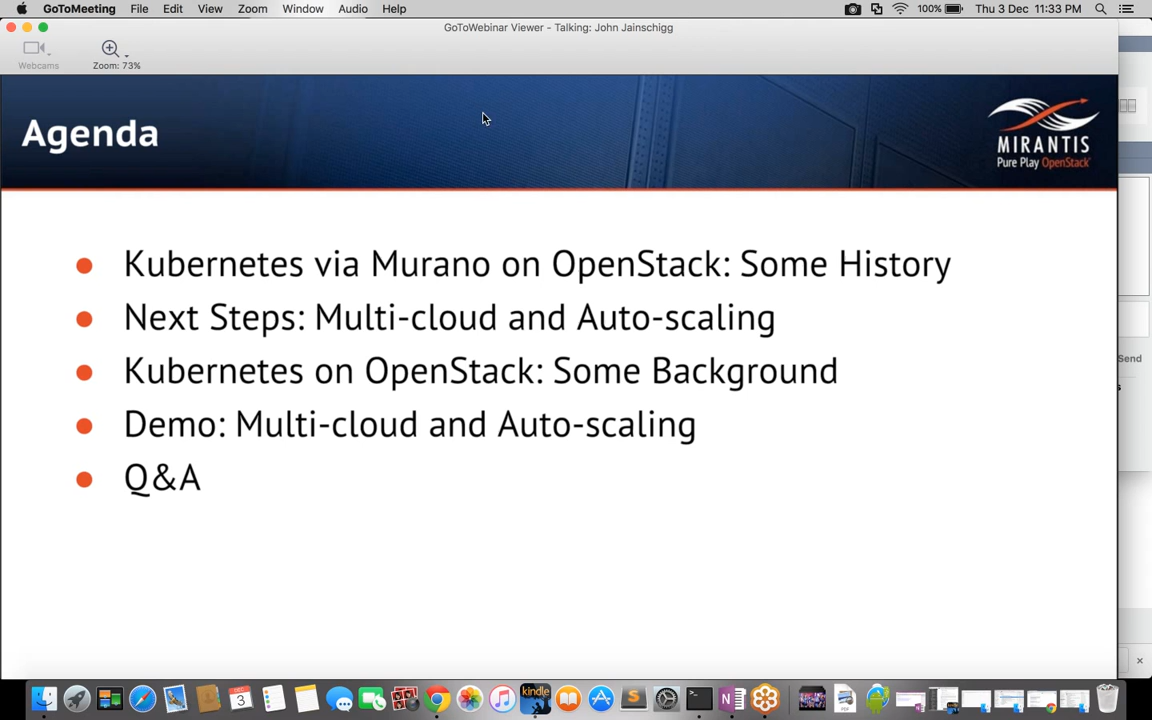 GoToMeeting File Edit View Zoom Window Audio Help 100% Thu 3 Dec 11:33 PM
GoToWebinar Viewer - Talking: John Jainschigg
Webcams
Zoom: 73%
Agenda
MIRANTIS
Pure Play OpenStack
Kubernetes via Murano on OpenStack: Some History
Next Steps: Multi-cloud and Auto-scaling
Kubernetes on OpenStack: Some Background
Demo: Multi-cloud and Auto-scaling
Q&A
Send
3
kindle